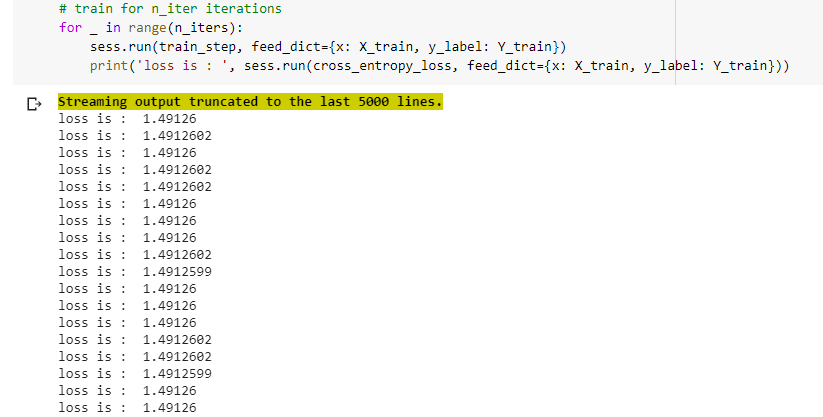 # train for n_iter iterations
for _ in range(n_iters):
    sess.run(train_step, feed_dict={x: X_train, y_label: Y_train})
    print('loss is : ', sess.run(cross_entropy_loss, feed_dict={x: X_train, y_label: Y_train}))
Streaming output truncated to the last 5000 lines.
loss is :  1.49126
loss is :  1.4912602
loss is :  1.49126
loss is :  1.4912602
loss is :  1.4912602
loss is :  1.49126
loss is :  1.49126
loss is :  1.49126
loss is :  1.4912602
loss is :  1.4912599
loss is :  1.49126
loss is :  1.49126
loss is :  1.49126
loss is :  1.4912602
loss is :  1.4912602
loss is :  1.4912599
loss is :  1.49126
loss is :  1.49126